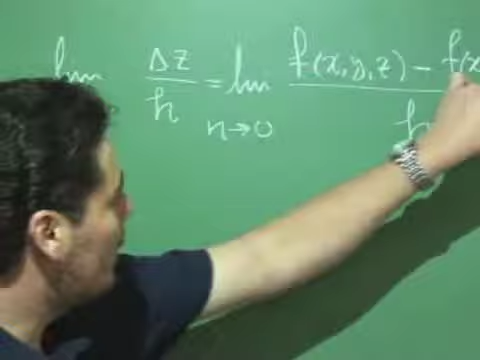 lim Δz/h = lim n→0 f(x,y,z) - f(x
h